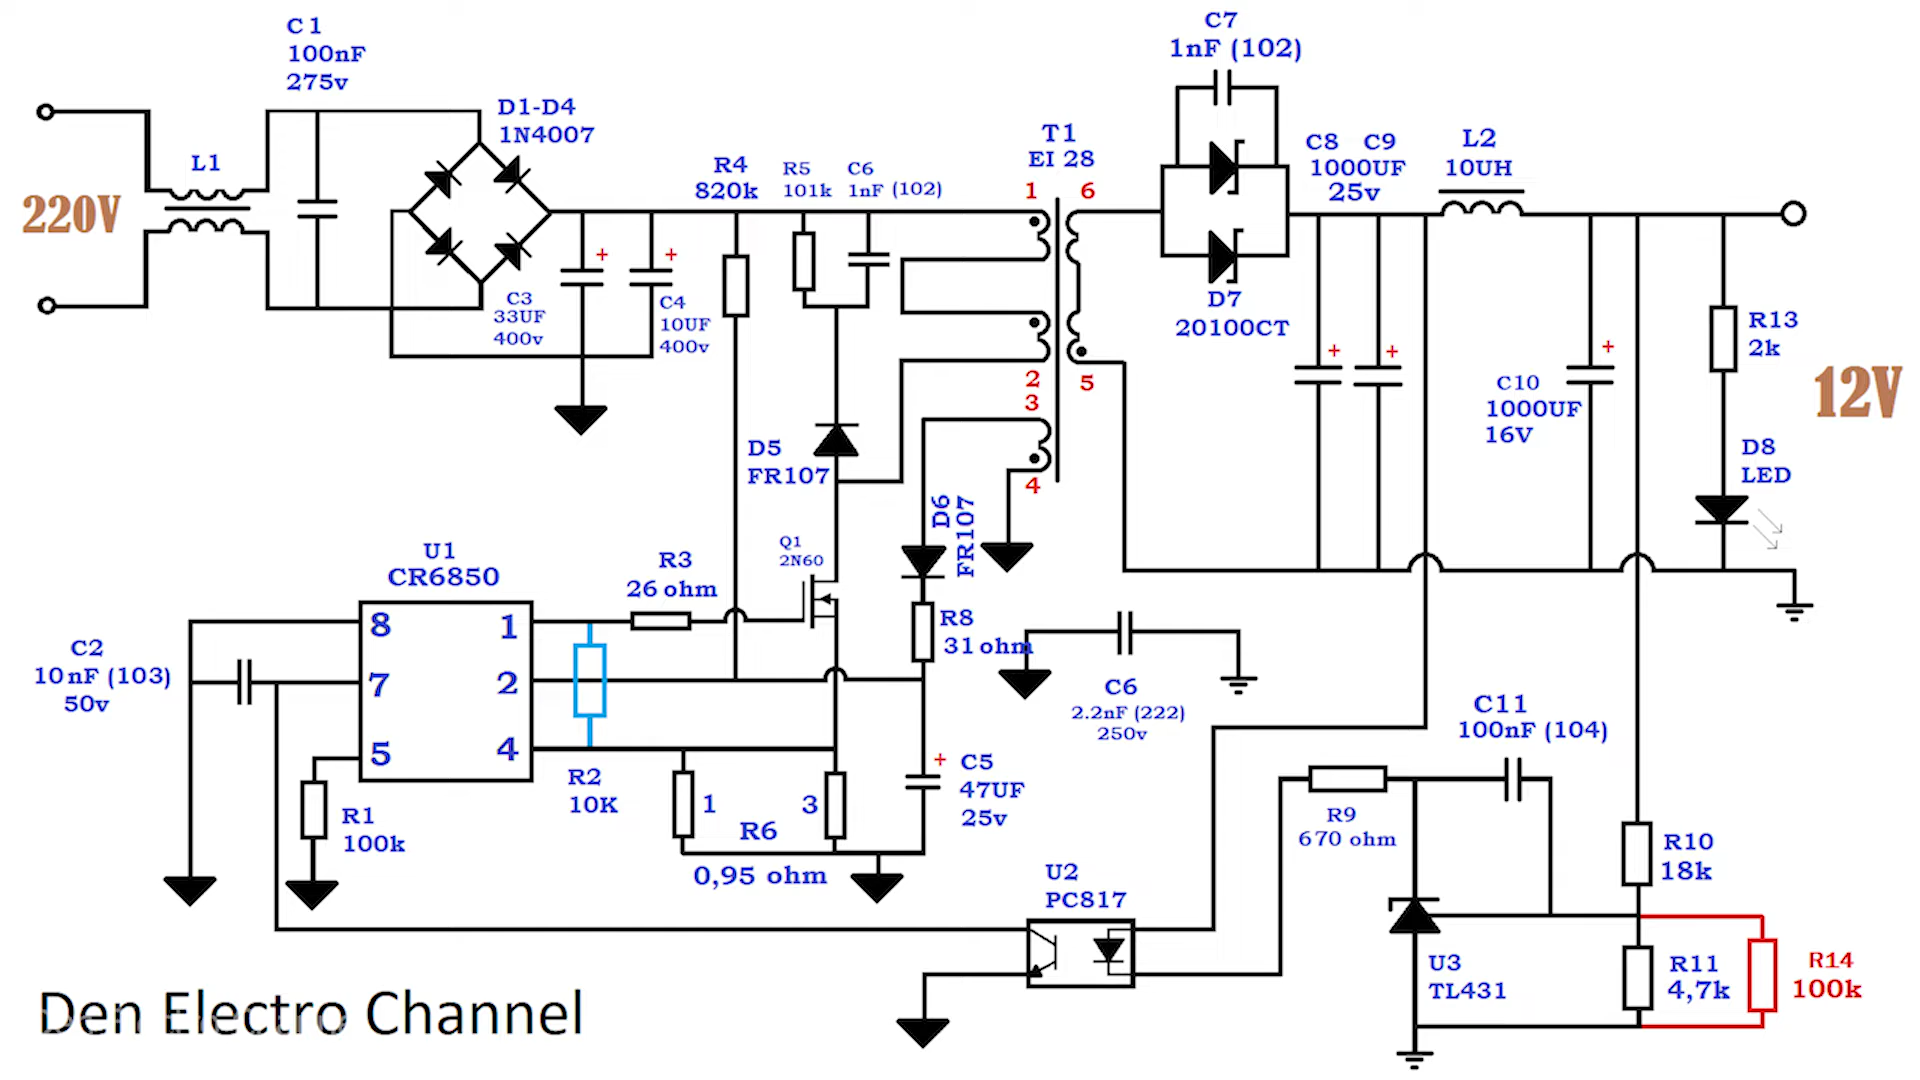 C1
100nF
275v
D1-D4
1N4007
L1
220V
C3
33UF
400v
+
+
C4
10UF
400v
R4
820k
R5
101k
C6
1nF (102)
T1
EI 28
1
6
2
3
5
4
C7
1nF (102)
D7
20100CT
C8 C9
1000UF
25v
L2
10UH
+
+
+
C10
1000UF
16V
R13
2k
12V
D8
LED
D5
FR107
D6
FR107
Q1
2N60
R3
26 ohm
U1
CR6850
8
1
7
2
5
4
C2
10nF (103)
50v
R8
31 ohm
C6
2.2nF (222)
250v
R1
100k
R2
10K
1
3
R6
0,95 ohm
+
C5
47UF
25v
C11
100nF (104)
R9
670 ohm
U2
PC817
R10
18k
U3
TL431
R11
4,7k
R14
100k
Den Electro Channel